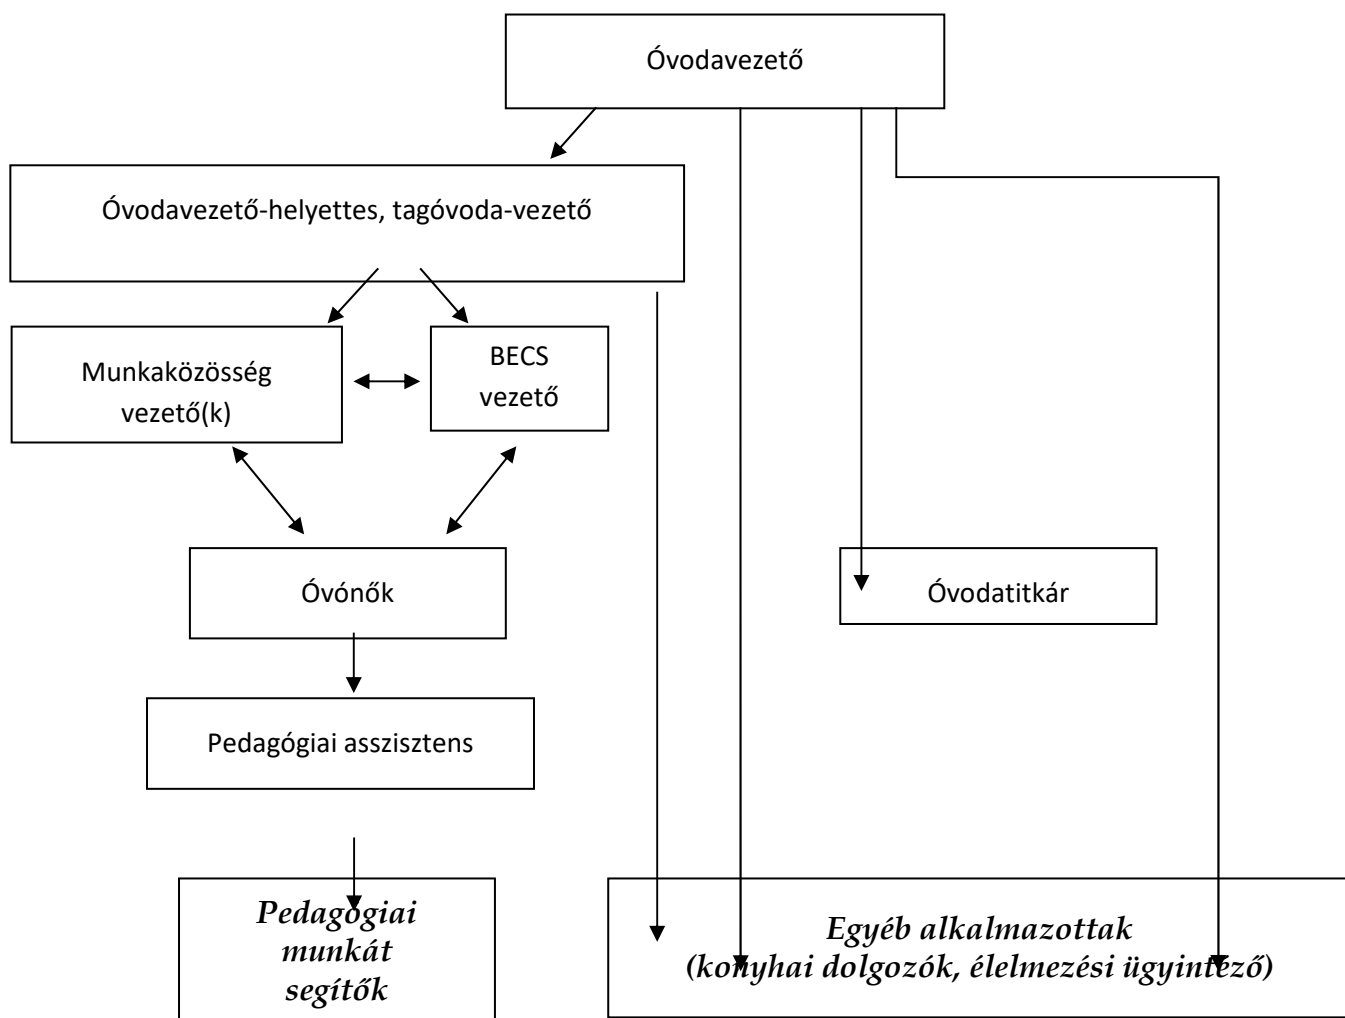 Óvodavezető
Óvodavezető-helyettes, tagóvoda-vezető
Munkaközösség
vezető(k)
BECS
vezető
Óvónők
Óvodatitkár
Pedagógiai asszisztens
Pedagógiai
munkát
segítők
Egyéb alkalmazottak
(konyhai dolgozók, élelmezési ügyintéző)